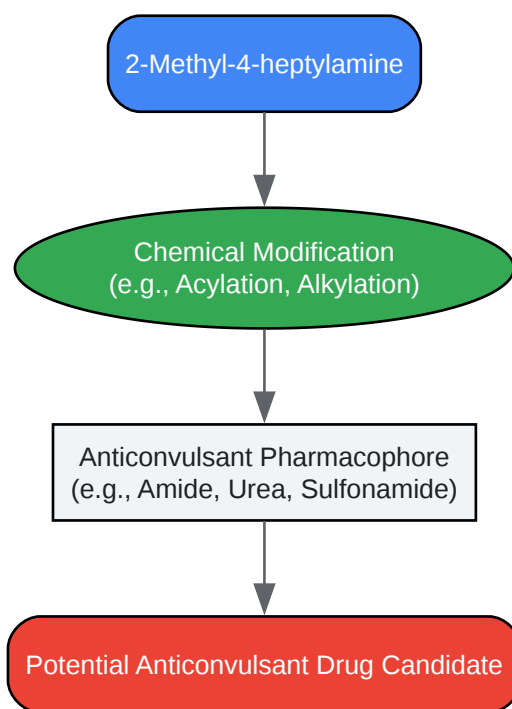 2-Methyl-4-heptylamine
Chemical Modification
(e.g., Acylation, Alkylation)
Anticonvulsant Pharmacophore
(e.g., Amide, Urea, Sulfonamide)
Potential Anticonvulsant Drug Candidate